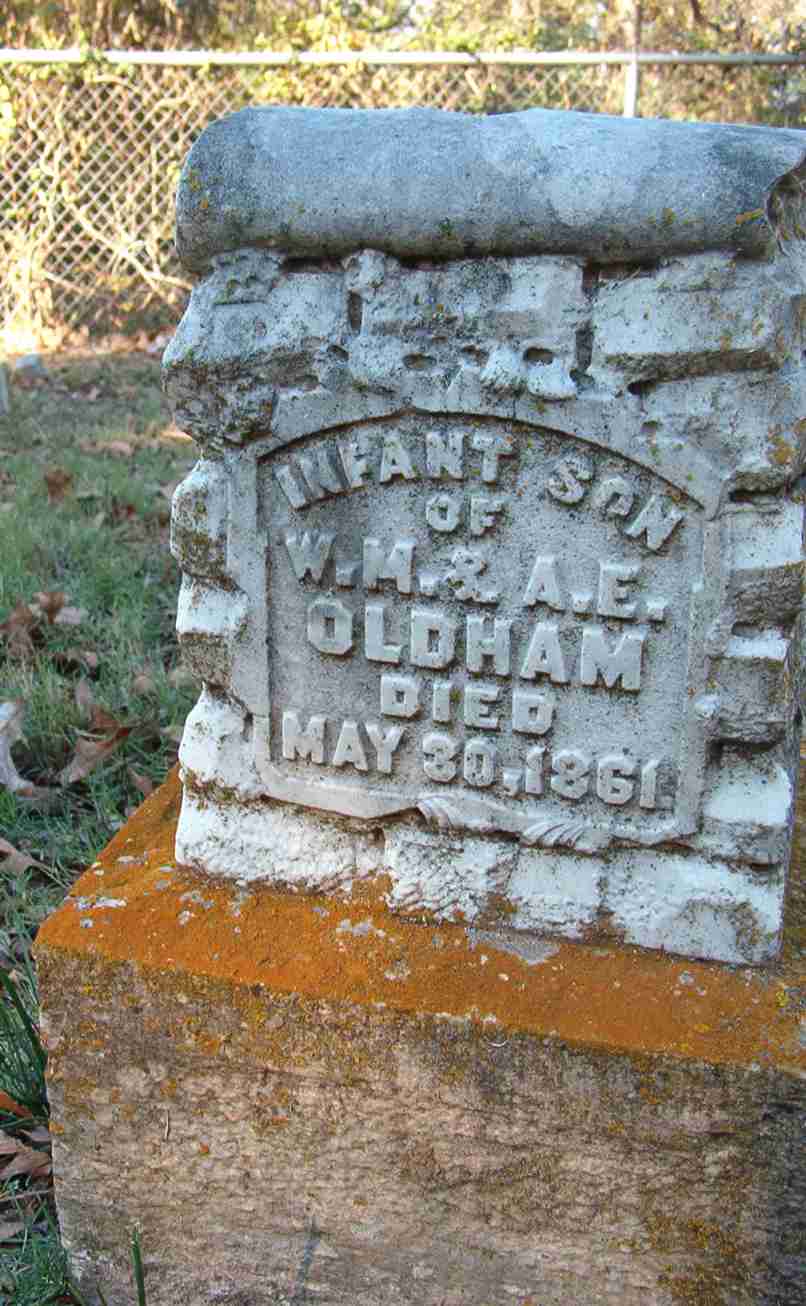 INFANT SON
OF
W.M.& A.E.
OLDHAM
DIED
MAY 30,1861.